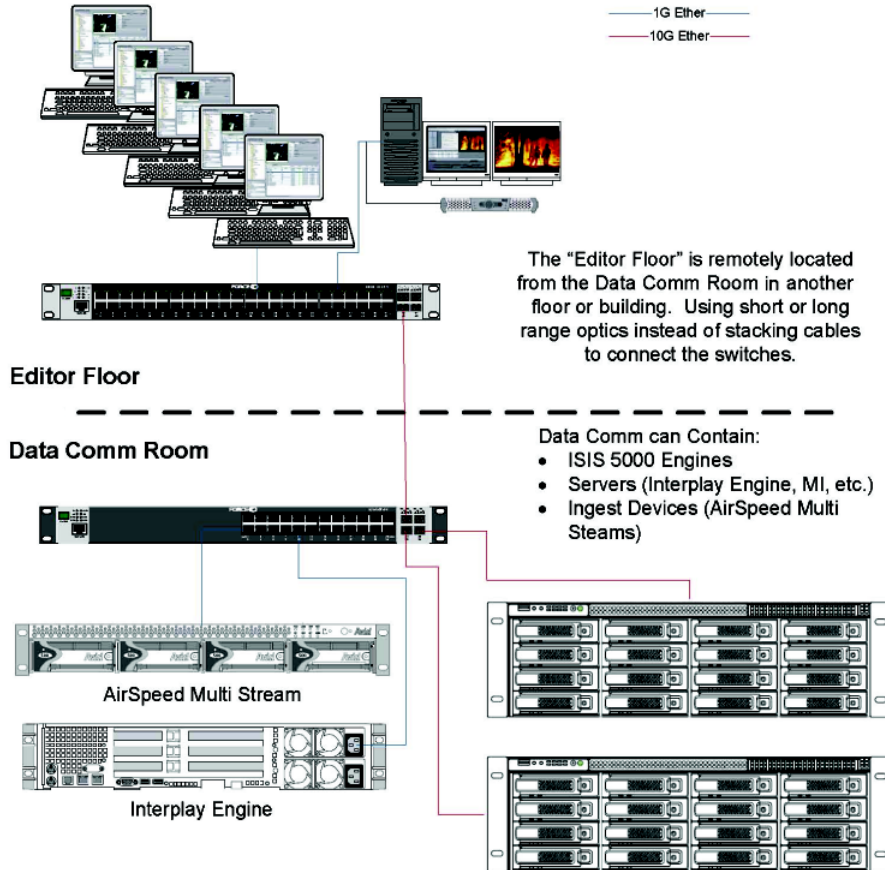 1G Ether
10G Ether
The "Editor Floor" is remotely located
from the Data Comm Room in another
floor or building. Using short or long
range optics instead of stacking cables
to connect the switches.
Editor Floor
Data Comm Room
Data Comm can Contain:
• ISIS 5000 Engines
• Servers (Interplay Engine, MI, etc.)
• Ingest Devices (AirSpeed Multi
Steams)
Avid
AirSpeed Multi Stream
Interplay Engine